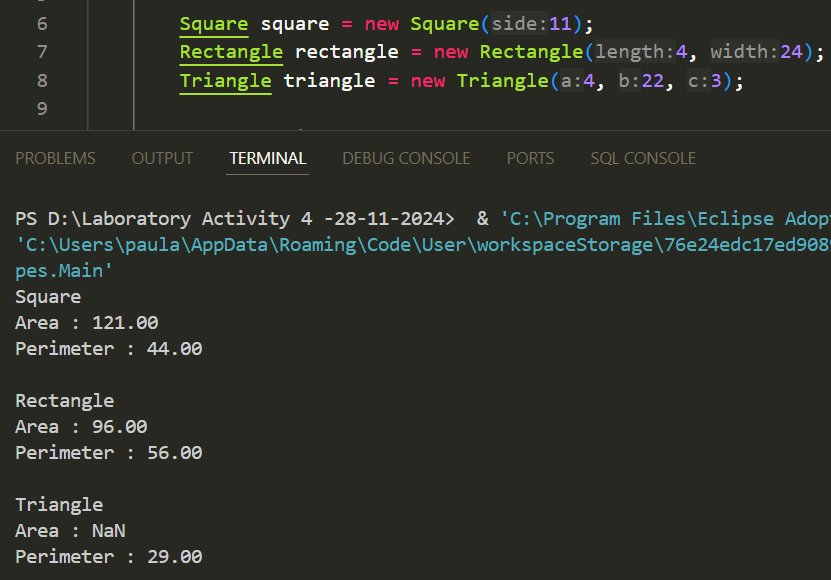 6 Square square = new Square(side:11);
7 Rectangle rectangle = new Rectangle(length:4, width:24);
8 Triangle triangle = new Triangle(a:4, b:22, c:3);
9
PROBLEMS OUTPUT TERMINAL DEBUG CONSOLE PORTS SQL CONSOLE
PS D:\Laboratory Activity 4 -28-11-2024>  & 'C:\Program Files\Eclipse Adopt
'C:\Users\paula\AppData\Roaming\Code\User\workspaceStorage\76e24edc17ed9089
pes.Main'
Square
Area : 121.00
Perimeter : 44.00
Rectangle
Area : 96.00
Perimeter : 56.00
Triangle
Area : NaN
Perimeter : 29.00